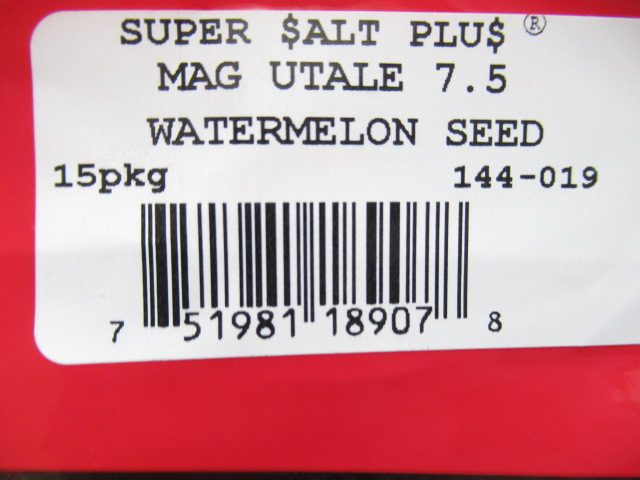 SUPER $ALT PLU$ ®
MAG UTALE 7.5
WATERMELON SEED
15pkg 144-019
7 51981 18907 8